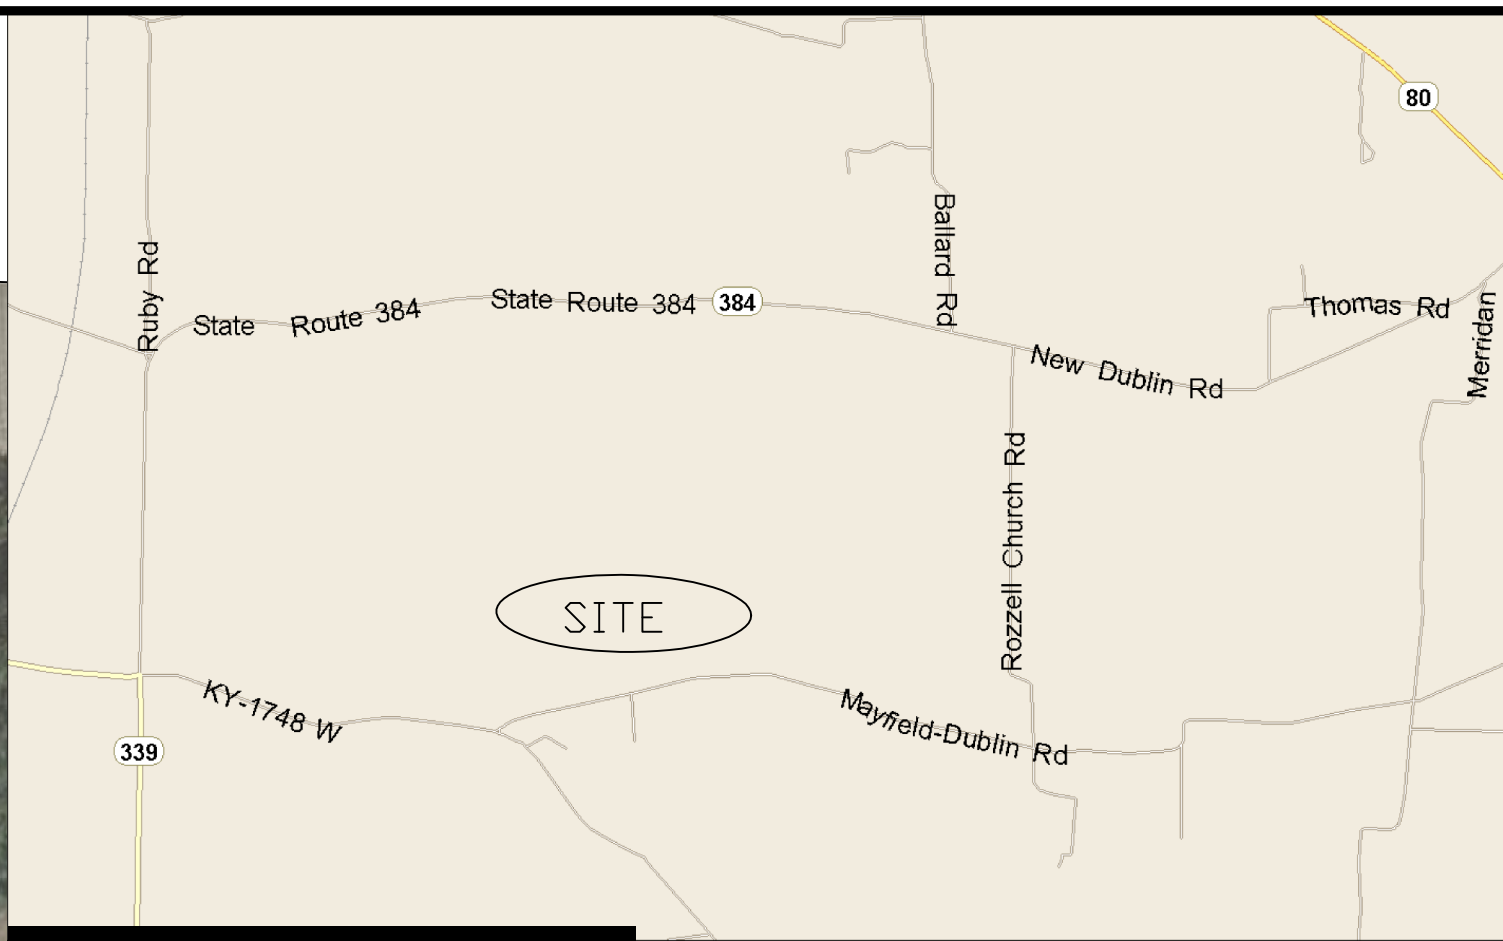 80
Ballard Rd
Ruby Rd
State Route 384
State Route 384
384
Thomas Rd
Merridan
New Dublin Rd
Rozzell Church Rd
SITE
KY-1748 W
Mayfield-Dublin Rd
339